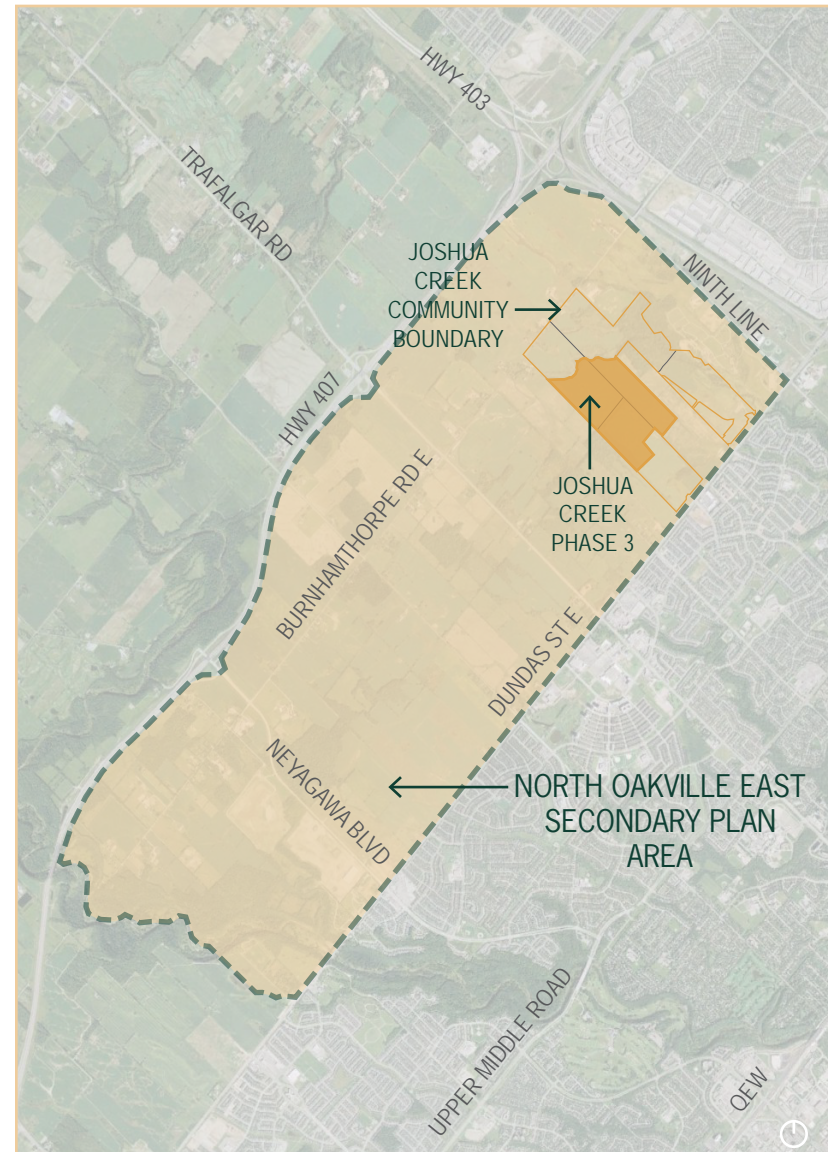 HWY 403
TRAFALGAR RD
JOSHUA
CREEK
COMMUNITY
BOUNDARY
NINTH LINE
HWY 407
BURNHAMTHORPE RD E
JOSHUA
CREEK
PHASE 3
DUNDAS ST E
NEYAGAWA BLVD
NORTH OAKVILLE EAST
SECONDARY PLAN
AREA
UPPER MIDDLE ROAD
QEW